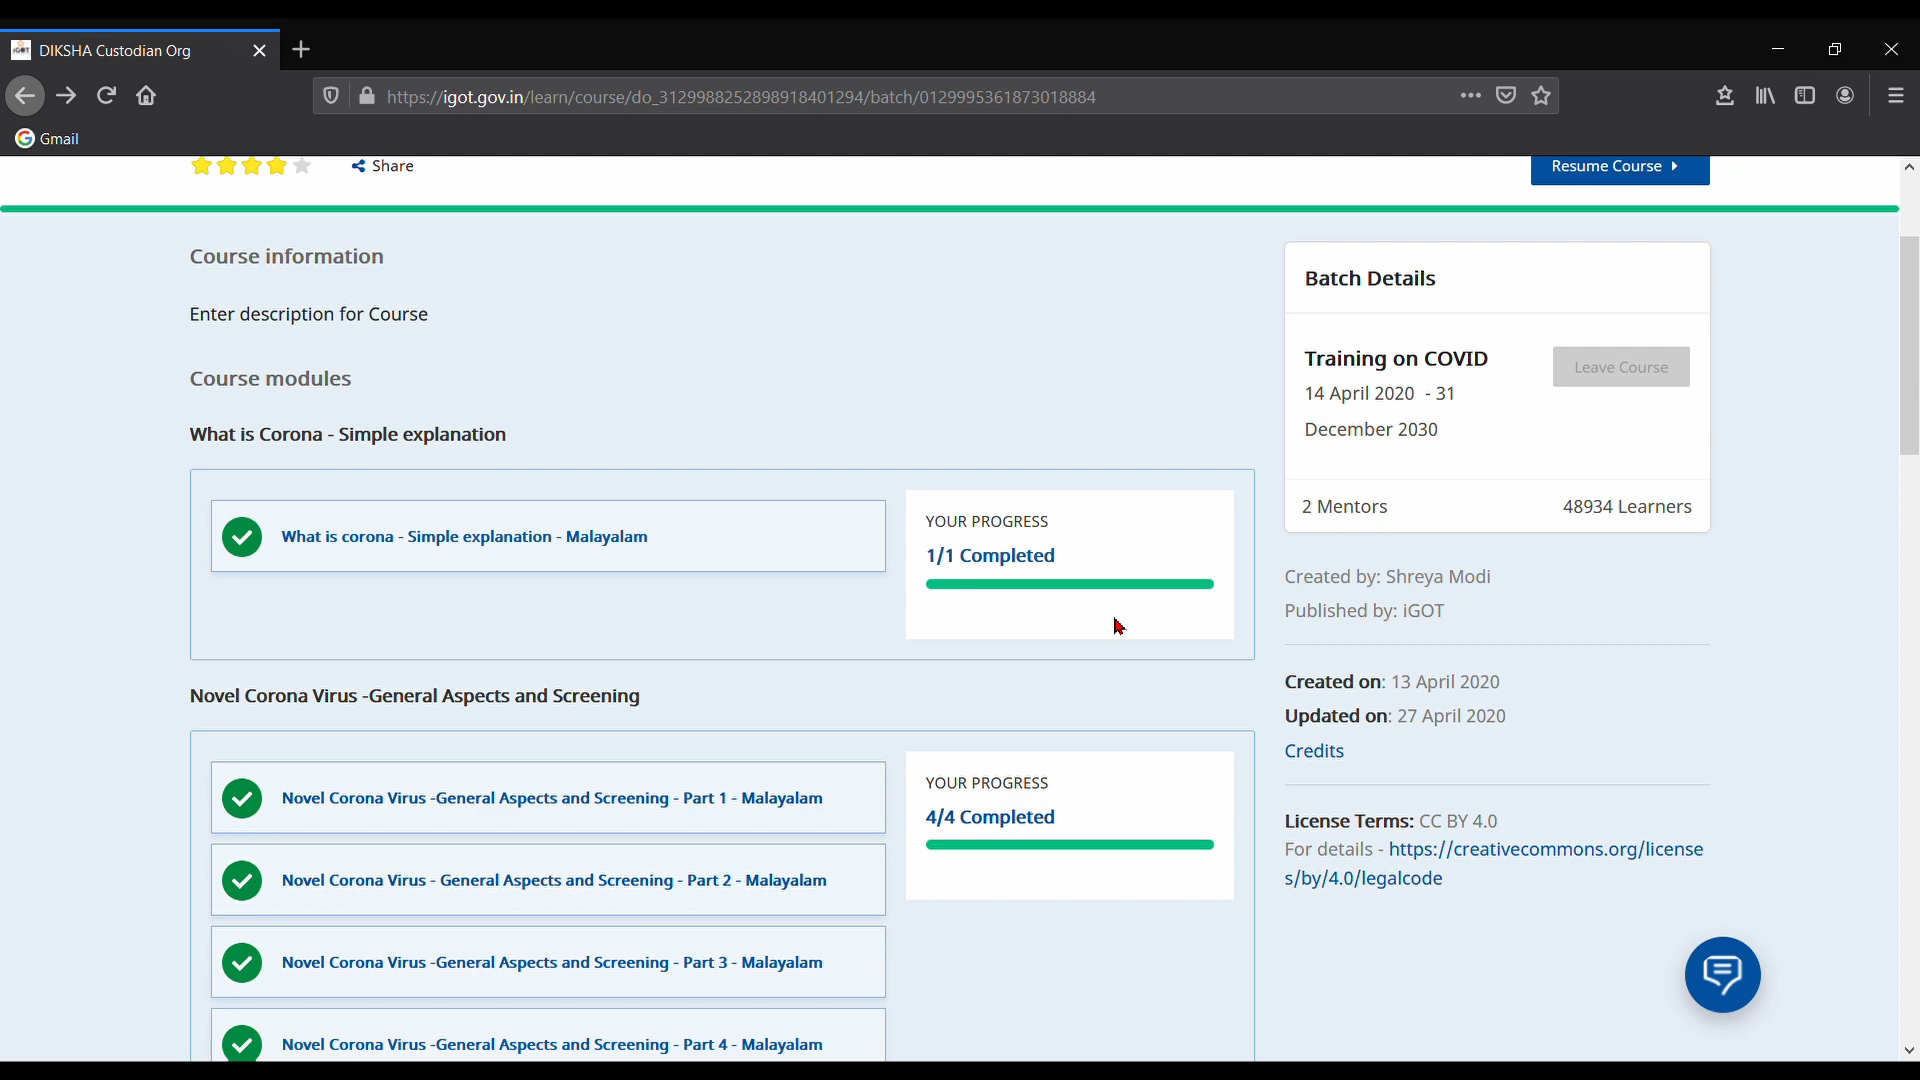 DIKSHA Custodian Org
https://igot.gov.in/learn/course/do_31299882528989184012​94/batch/0129995361873018884
Gmail
Share
Resume Course
Course information
Enter description for Course
Course modules
What is Corona - Simple explanation
What is corona - Simple explanation - Malayalam
YOUR PROGRESS
1/1 Completed
Novel Corona Virus -General Aspects and Screening
Novel Corona Virus -General Aspects and Screening - Part 1 - Malayalam
Novel Corona Virus - General Aspects and Screening - Part 2 - Malayalam
Novel Corona Virus -General Aspects and Screening - Part 3 - Malayalam
Novel Corona Virus -General Aspects and Screening - Part 4 - Malayalam
YOUR PROGRESS
4/4 Completed
Batch Details
Training on COVID
Leave Course
14 April 2020 - 31
December 2030
2 Mentors
48934 Learners
Created by: Shreya Modi
Published by: iGOT
Created on: 13 April 2020
Updated on: 27 April 2020
Credits
License Terms: CC BY 4.0
For details - https://creativecommons.org/license
s/by/4.0/legalcode